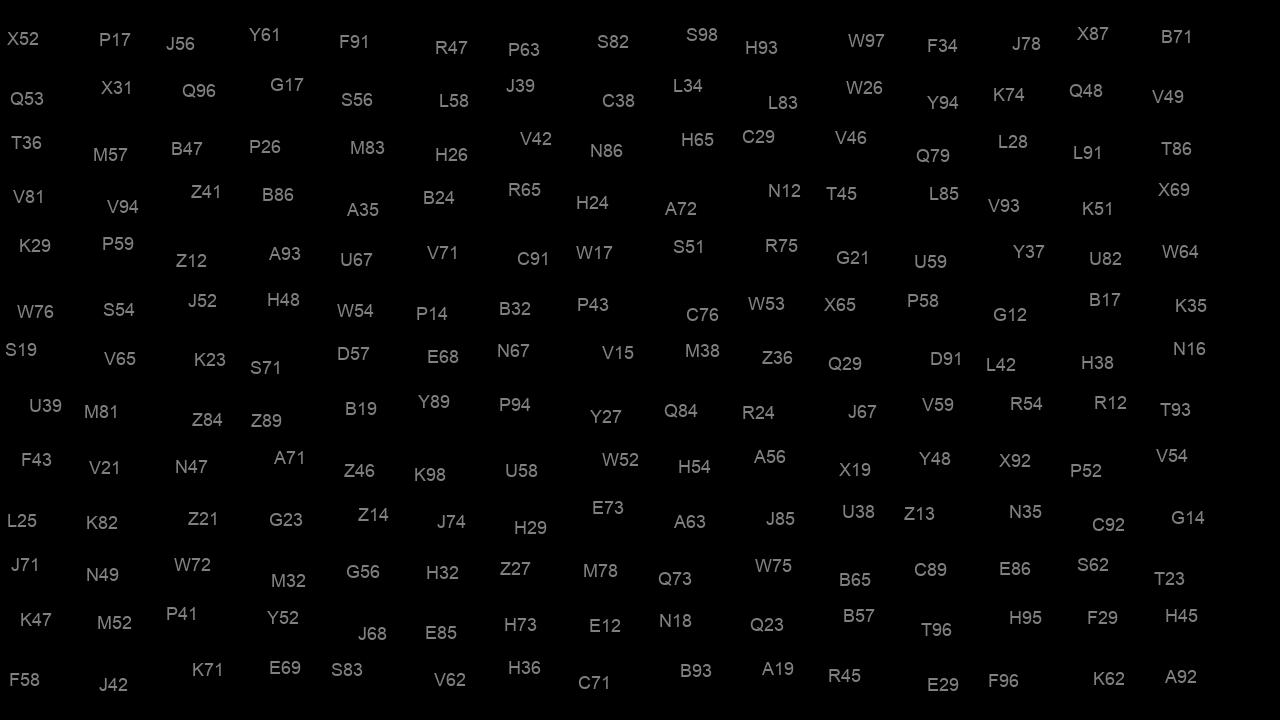 X52 P17 J56 Y61 F91 R47 P63 S82 S98 H93 W97 F34 J78 X87 B71
Q53 X31 Q96 G17 S56 L58 J39 C38 L34 L83 W26 Y94 K74 Q48 V49
T36 M57 B47 P26 M83 H26 V42 N86 H65 C29 V46 Q79 L28 L91 T86
V81 V94 Z41 B86 A35 B24 R65 H24 A72 N12 T45 L85 V93 K51 X69
K29 P59 Z12 A93 U67 V71 C91 W17 S51 R75 G21 U59 Y37 U82 W64
W76 S54 J52 H48 W54 P14 B32 P43 C76 W53 X65 P58 G12 B17 K35
S19 V65 K23 S71 D57 E68 N67 V15 M38 Z36 Q29 D91 L42 H38 N16
U39 M81 Z84 Z89 B19 Y89 P94 Y27 Q84 R24 J67 V59 R54 R12 T93
F43 V21 N47 A71 Z46 K98 U58 W52 H54 A56 X19 Y48 X92 P52 V54
L25 K82 Z21 G23 Z14 J74 H29 E73 A63 J85 U38 Z13 N35 C92 G14
J71 N49 W72 M32 G56 H32 Z27 M78 Q73 W75 B65 C89 E86 S62 T23
K47 M52 P41 Y52 J68 E85 H73 E12 N18 Q23 B57 T96 H95 F29 H45
F58 J42 K71 E69 S83 V62 H36 C71 B93 A19 R45 E29 F96 K62 A92